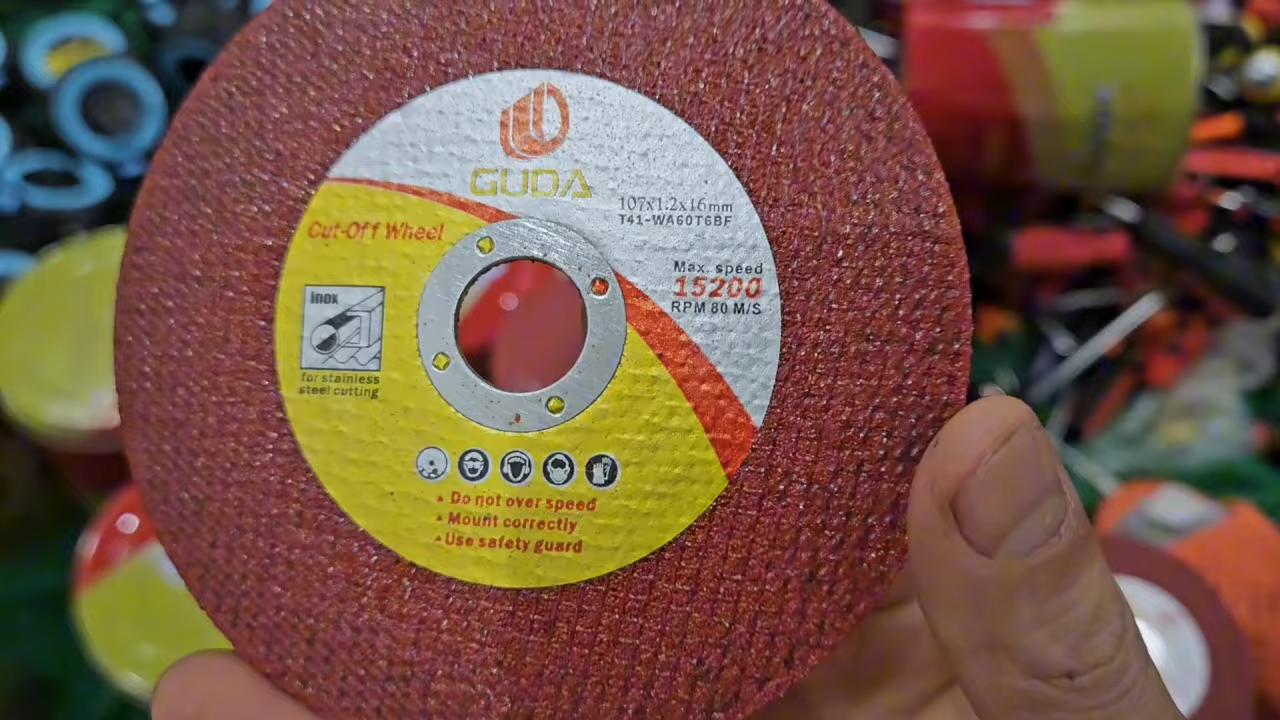 GUDA
107x1.2x16mm
T41-WA60T6BF
Cut-Off Wheel
Max. speed
15200
RPM 80 M/S
inox
for stainless
steel cutting
▲ Do not over speed
▲ Mount correctly
▲ Use safety guard